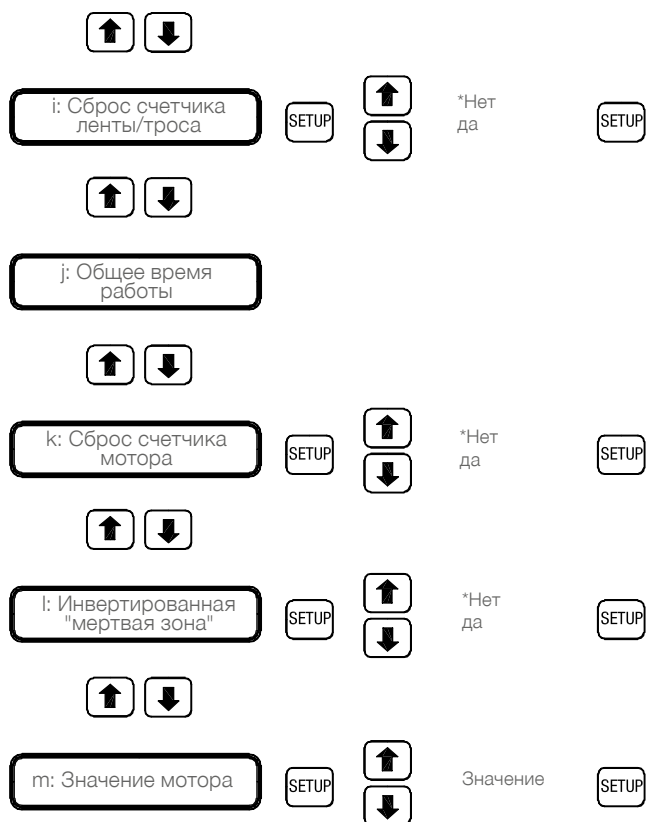 i: Сброс счетчика
ленты/троса
SETUP
*Нет
да
SETUP
j: Общее время
работы
k: Сброс счетчика
мотора
SETUP
*Нет
да
SETUP
l: Инвертированная
"мертвая зона"
SETUP
*Нет
да
SETUP
m: Значение мотора
SETUP
Значение
SETUP